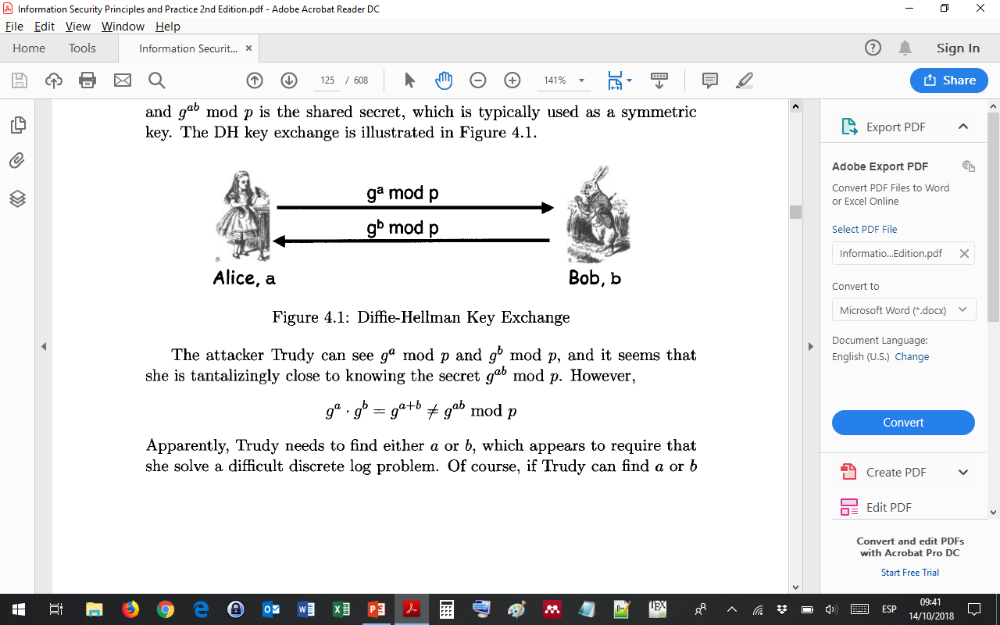 Information Security Principles and Practice 2nd Edition.pdf - Adobe Acrobat Reader DC
File Edit View Window Help
Home Tools Information Securit... × Sign In
125 / 608 141% Share
and g^ab mod p is the shared secret, which is typically used as a symmetric
key. The DH key exchange is illustrated in Figure 4.1.
g^a mod p
g^b mod p
Alice, a Bob, b
Figure 4.1: Diffie-Hellman Key Exchange
The attacker Trudy can see g^a mod p and g^b mod p, and it seems that
she is tantalizingly close to knowing the secret g^ab mod p. However,
g^a · g^b = g^a+b ≠ g^ab mod p
Apparently, Trudy needs to find either a or b, which appears to require that
she solve a difficult discrete log problem. Of course, if Trudy can find a or b
Export PDF
Adobe Export PDF
Convert PDF Files to Word
or Excel Online
Select PDF File
Informatio...Edition.pdf
Convert to
Microsoft Word (*.docx)
Document Language:
English (U.S.) Change
Convert
Create PDF
Edit PDF
Convert and edit PDFs
with Acrobat Pro DC
Start Free Trial
ESP
09:41
14/10/2018